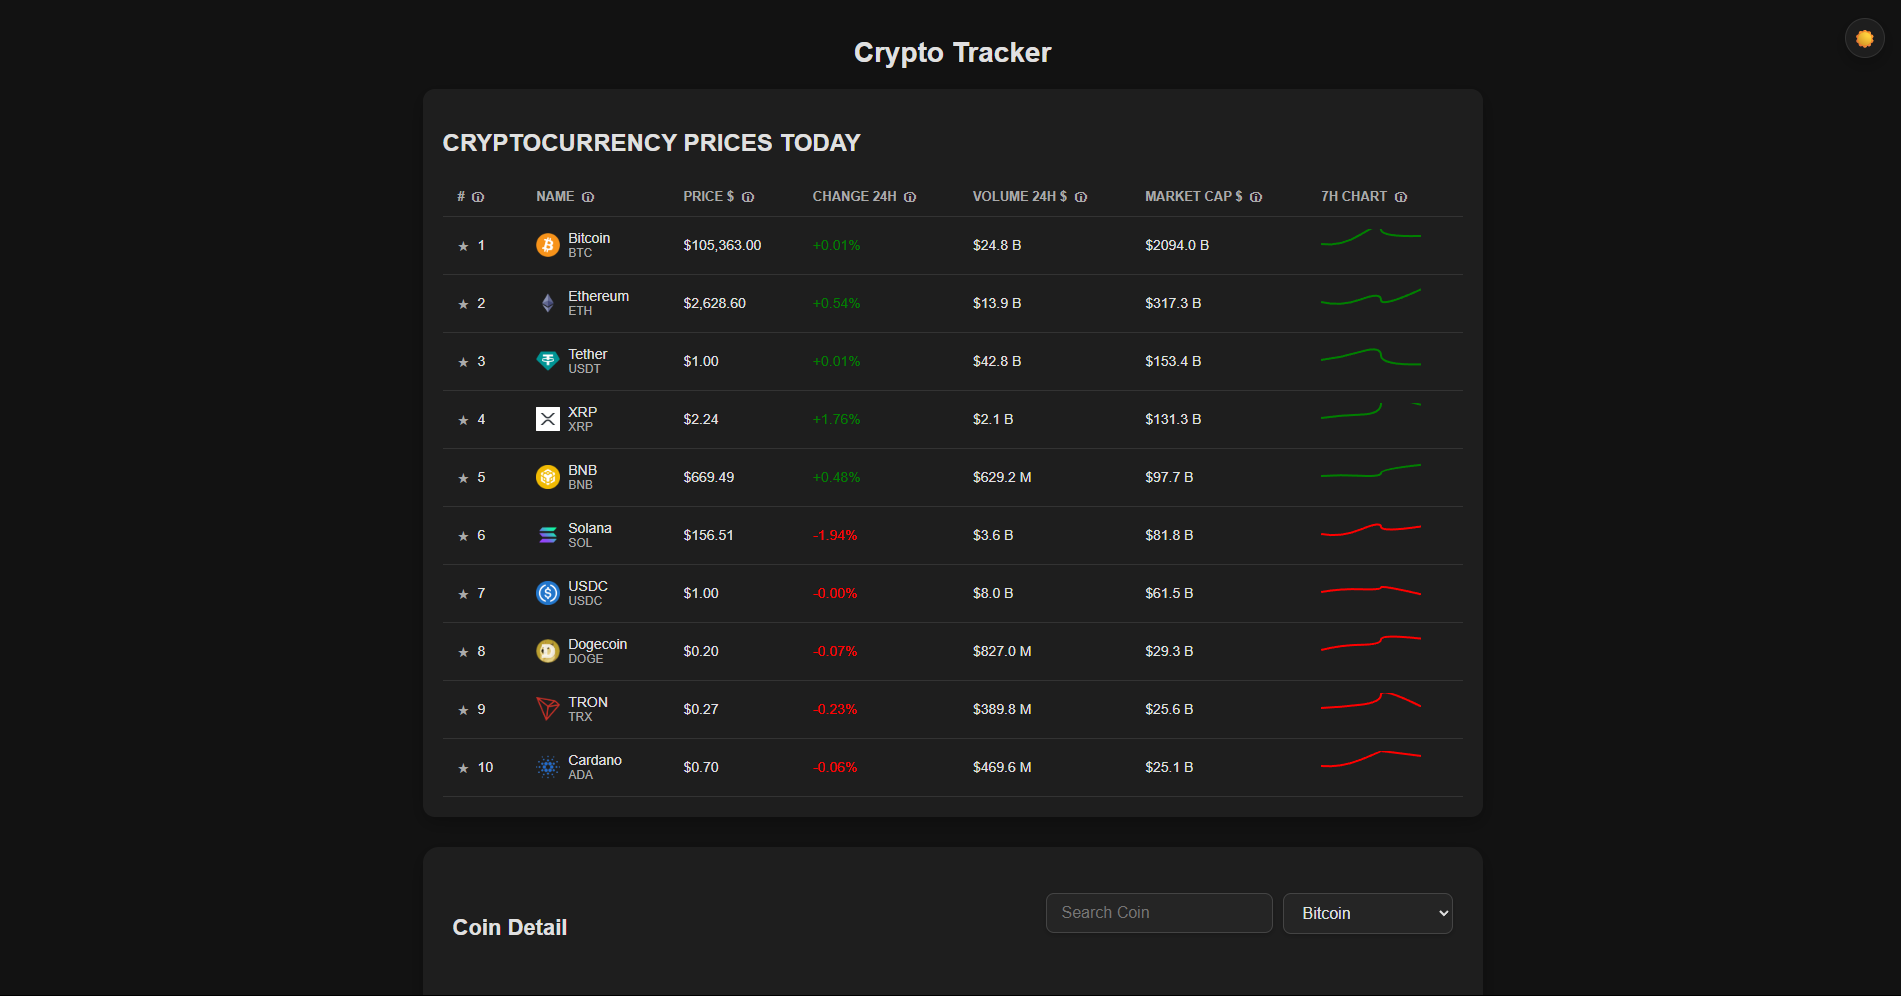 Crypto Tracker
CRYPTOCURRENCY PRICES TODAY
# NAME PRICE $ CHANGE 24H VOLUME 24H $ MARKET CAP $ 7H CHART
★ 1 Bitcoin BTC $105,363.00 +0.01% $24.8 B $2094.0 B
★ 2 Ethereum ETH $2,628.60 +0.54% $13.9 B $317.3 B
★ 3 Tether USDT $1.00 +0.01% $42.8 B $153.4 B
★ 4 XRP XRP $2.24 +1.76% $2.1 B $131.3 B
★ 5 BNB BNB $669.49 +0.48% $629.2 M $97.7 B
★ 6 Solana SOL $156.51 -1.94% $3.6 B $81.8 B
★ 7 USDC USDC $1.00 -0.00% $8.0 B $61.5 B
★ 8 Dogecoin DOGE $0.20 -0.07% $827.0 M $29.3 B
★ 9 TRON TRX $0.27 -0.23% $389.8 M $25.6 B
★ 10 Cardano ADA $0.70 -0.06% $469.6 M $25.1 B
Coin Detail
Search Coin
Bitcoin